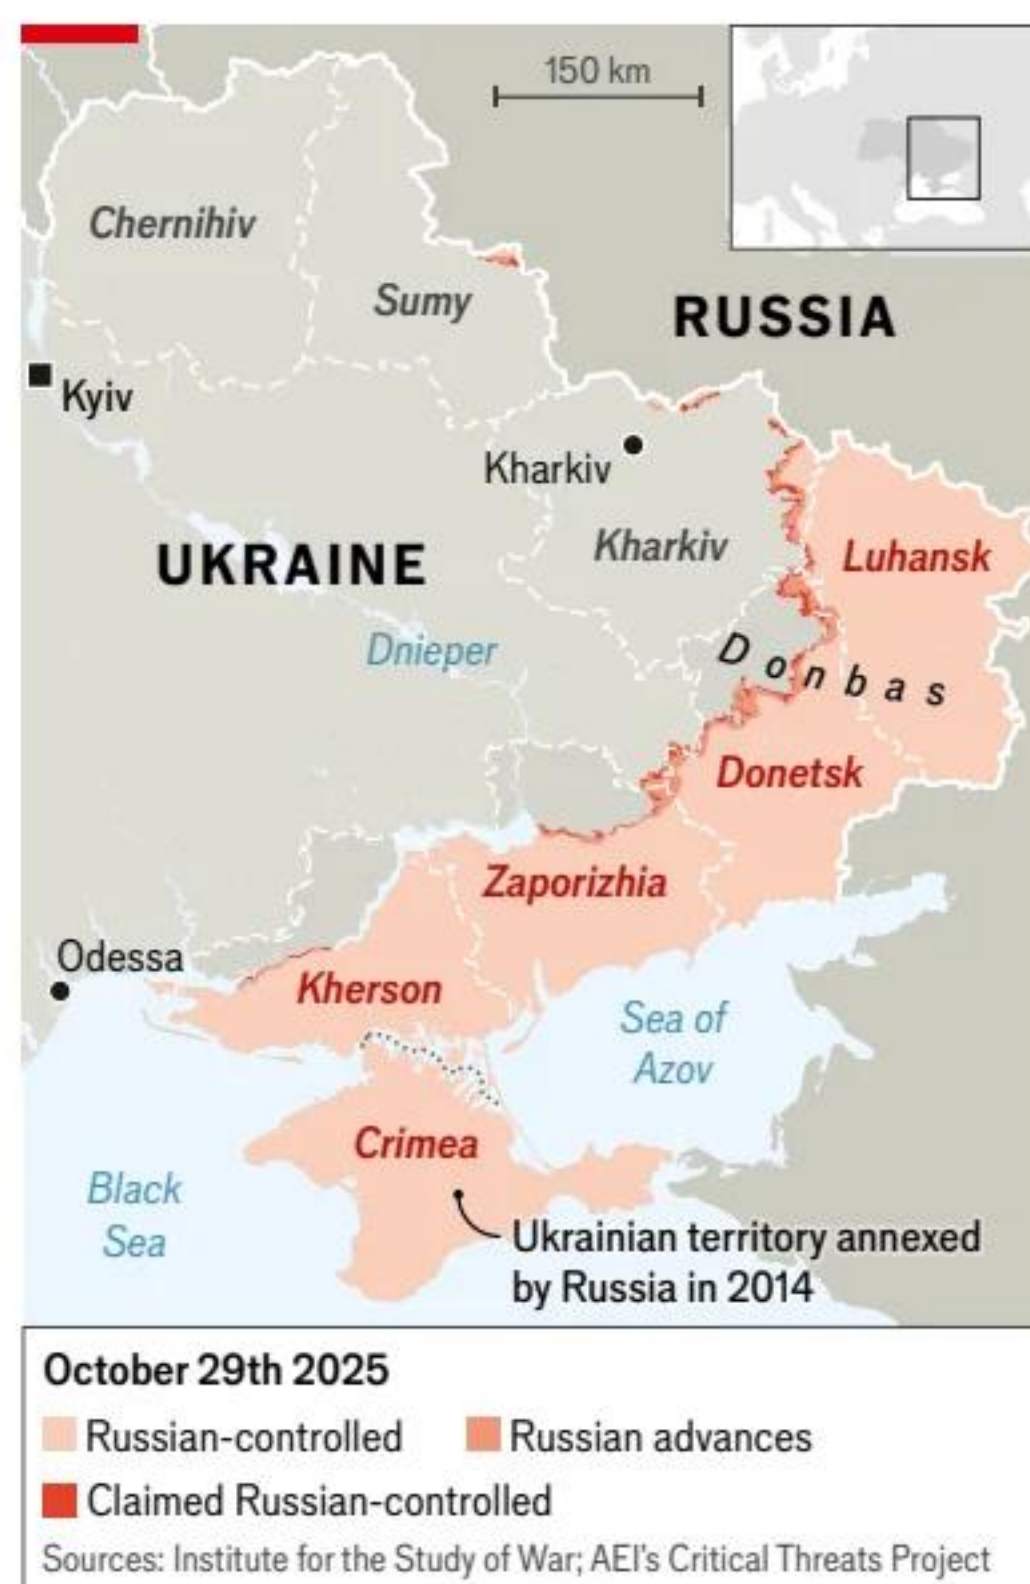 150 km
Chernihiv
Sumy
RUSSIA
Kyiv
Kharkiv
UKRAINE
Kharkiv
Luhansk
Dnieper
Donbas
Donetsk
Zaporizhia
Odessa
Kherson
Sea of
Azov
Crimea
Black
Sea
Ukrainian territory annexed
by Russia in 2014
October 29th 2025
Russian-controlled
Russian advances
Claimed Russian-controlled
Sources: Institute for the Study of War; AEI's Critical Threats Project